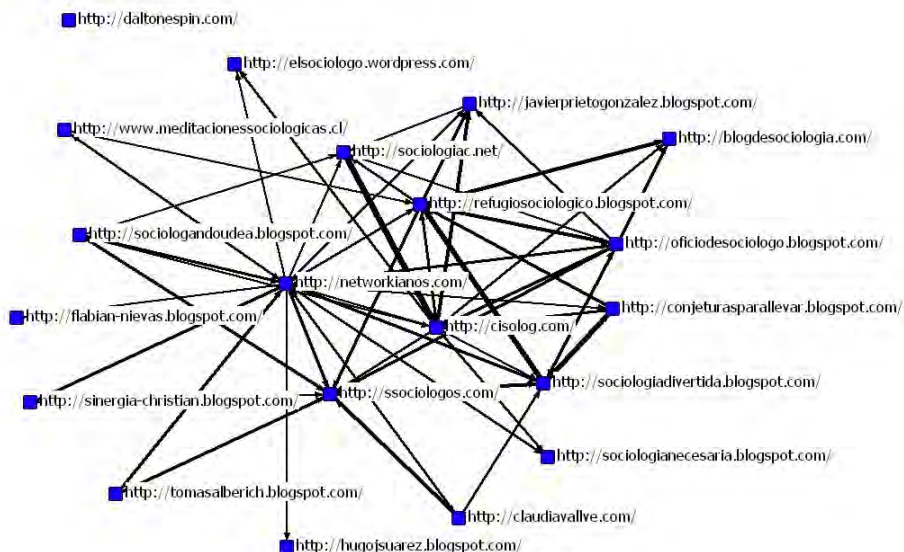 http://daltonespin.com/
http://elsociologo.wordpress.com/
http://javierprietogonzalez.blogspot.com/
http://www.meditacionessociologicas.cl/
http://blogdesociologia.com/
http://sociologiac.net/
http://refugiosociologico.blogspot.com/
http://sociologandoudea.blogspot.com/
http://oficiodesociologo.blogspot.com/
http://networkianos.com/
http://conjeturasparallevar.blogspot.com/
http://flabian-nievas.blogspot.com/
http://cisolog.com/
http://sociologiadivertida.blogspot.com/
http://ssociologos.com/
http://sinergia-christian.blogspot.com/
http://sociologianecesaria.blogspot.com/
http://tomasalberich.blogspot.com/
http://claudiavallve.com/
http://hugojsuarez.blogspot.com/